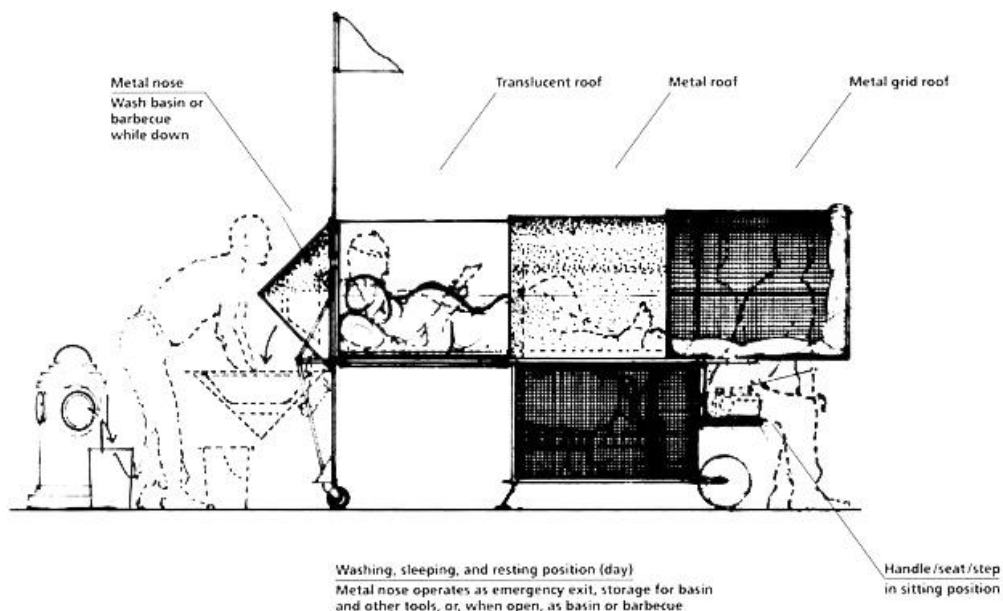 Metal nose
Wash basin or
barbecue
while down
Translucent roof
Metal roof
Metal grid roof
Washing, sleeping, and resting position (day)
Metal nose operates as emergency exit, storage for basin
and other tools, or, when open, as basin or barbecue
Handle/seat/step
in sitting position